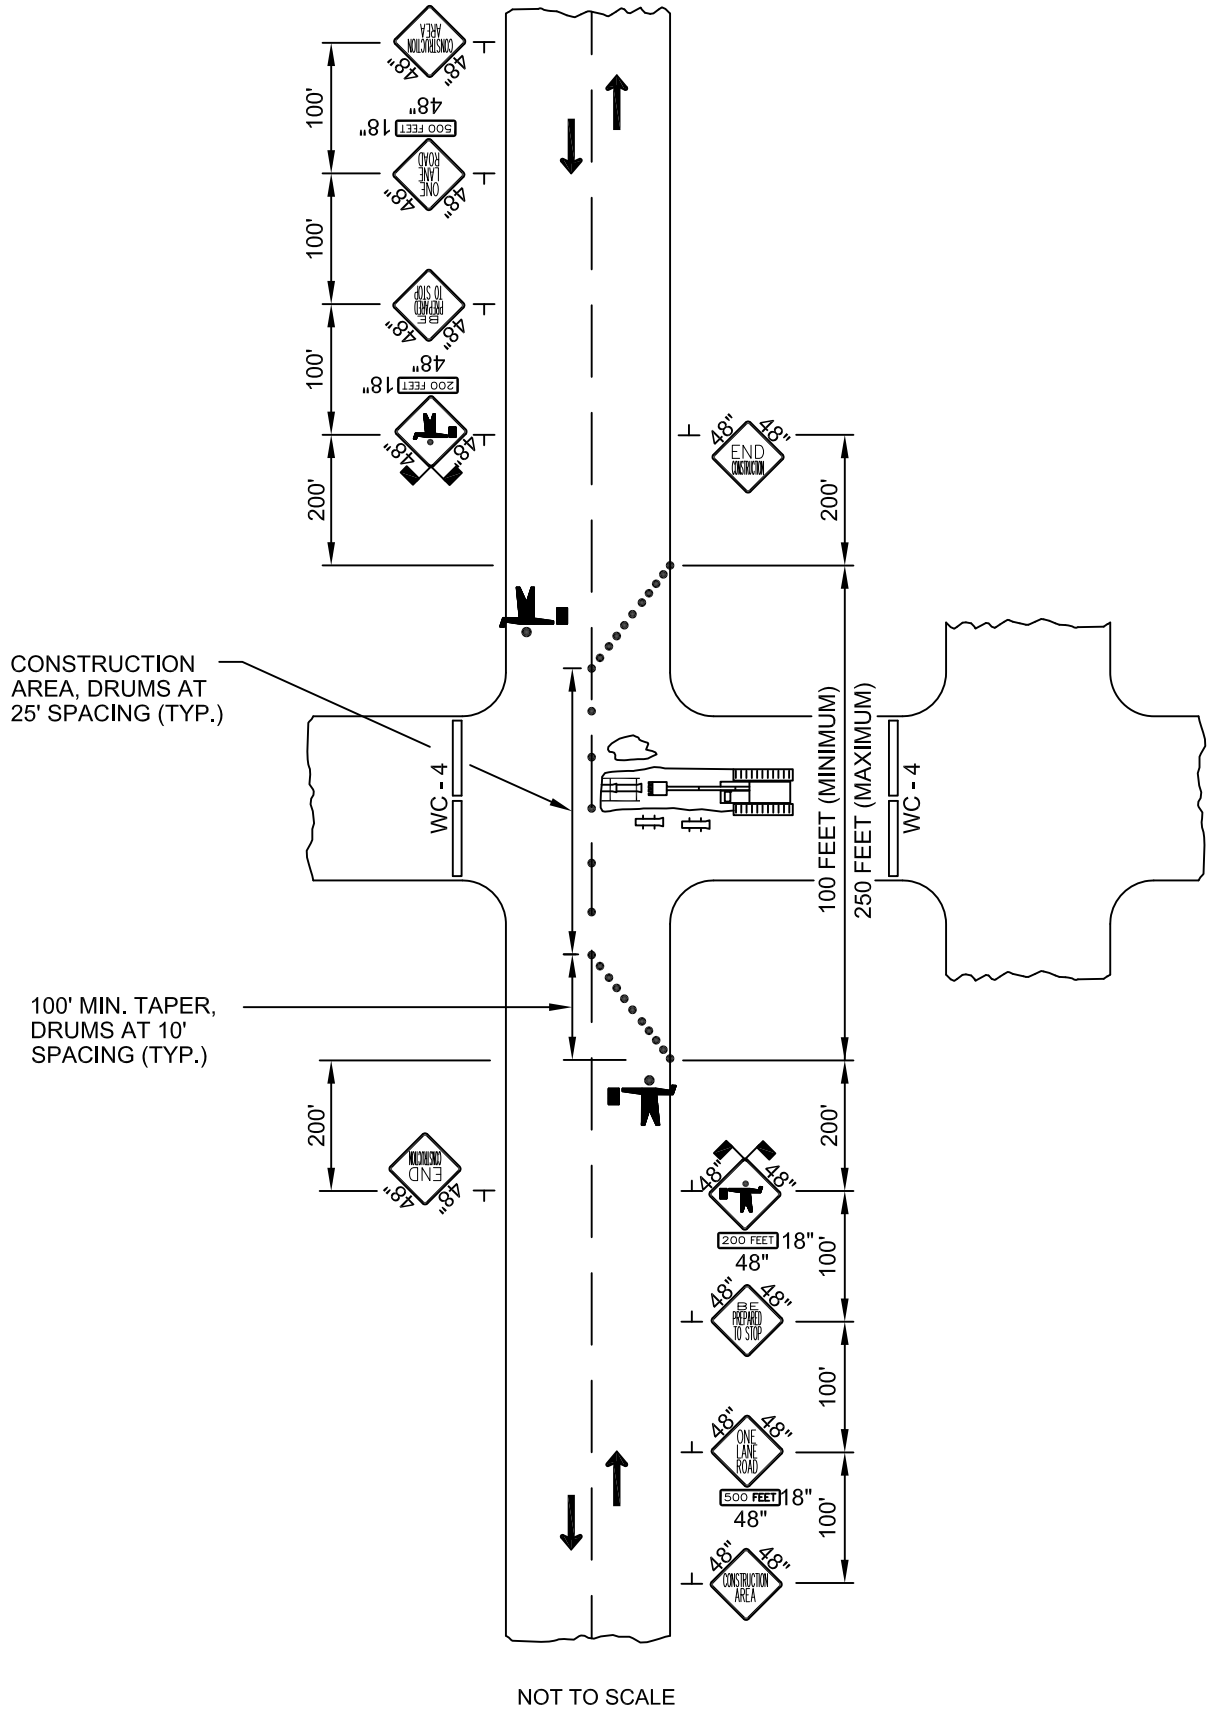 CONSTRUCTION
AREA
48"
48"
100'
48"
18"
500 FEET
ONE
LANE
ROAD
48"
48"
100'
BE
PREPARED
TO STOP
48"
48"
100'
48"
18"
200 FEET
48"
48"
200'
48"
48"
END
CONSTRUCTION
200'
CONSTRUCTION
AREA, DRUMS AT
25' SPACING (TYP.)
WC - 4
100 FEET (MINIMUM)
250 FEET (MAXIMUM)
WC - 4
100' MIN. TAPER,
DRUMS AT 10'
SPACING (TYP.)
200'
END
CONSTRUCTION
48"
48"
200'
48"
48"
200 FEET
18"
48"
100'
48"
48"
BE
PREPARED
TO STOP
100'
48"
48"
ONE
LANE
ROAD
500 FEET
18"
48"
100'
48"
48"
CONSTRUCTION
AREA
NOT TO SCALE